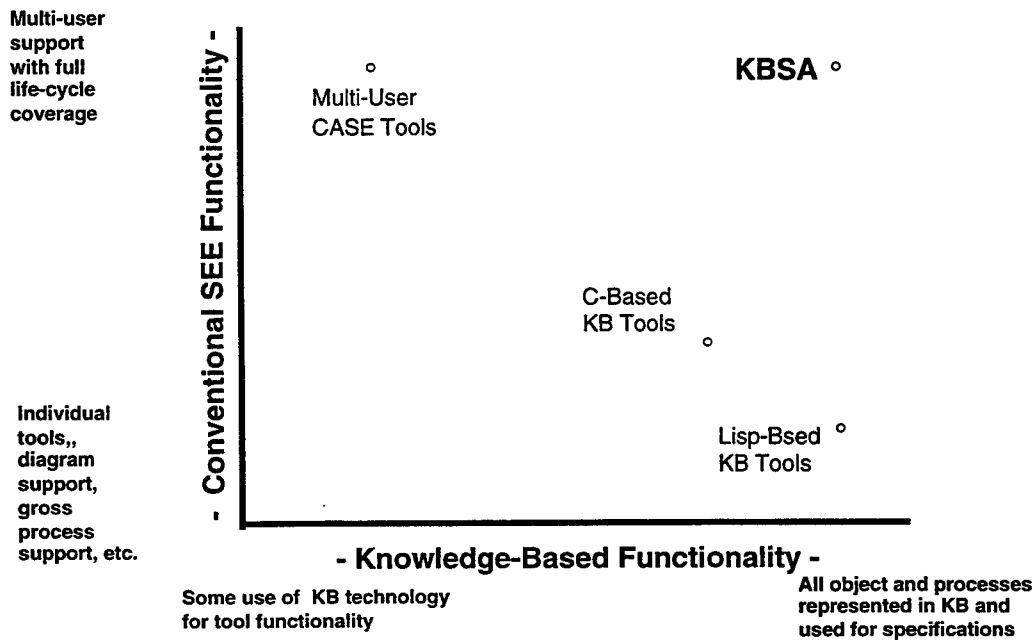 Multi-user
support
with full
life-cycle
coverage
- Conventional SEE Functionality -
Individual
tools,,
diagram
support,
gross
process
support, etc.
Multi-User
CASE Tools
KBSA
C-Based
KB Tools
Lisp-Bsed
KB Tools
- Knowledge-Based Functionality -
Some use of KB technology
for tool functionality
All object and processes
represented in KB and
used for specifications